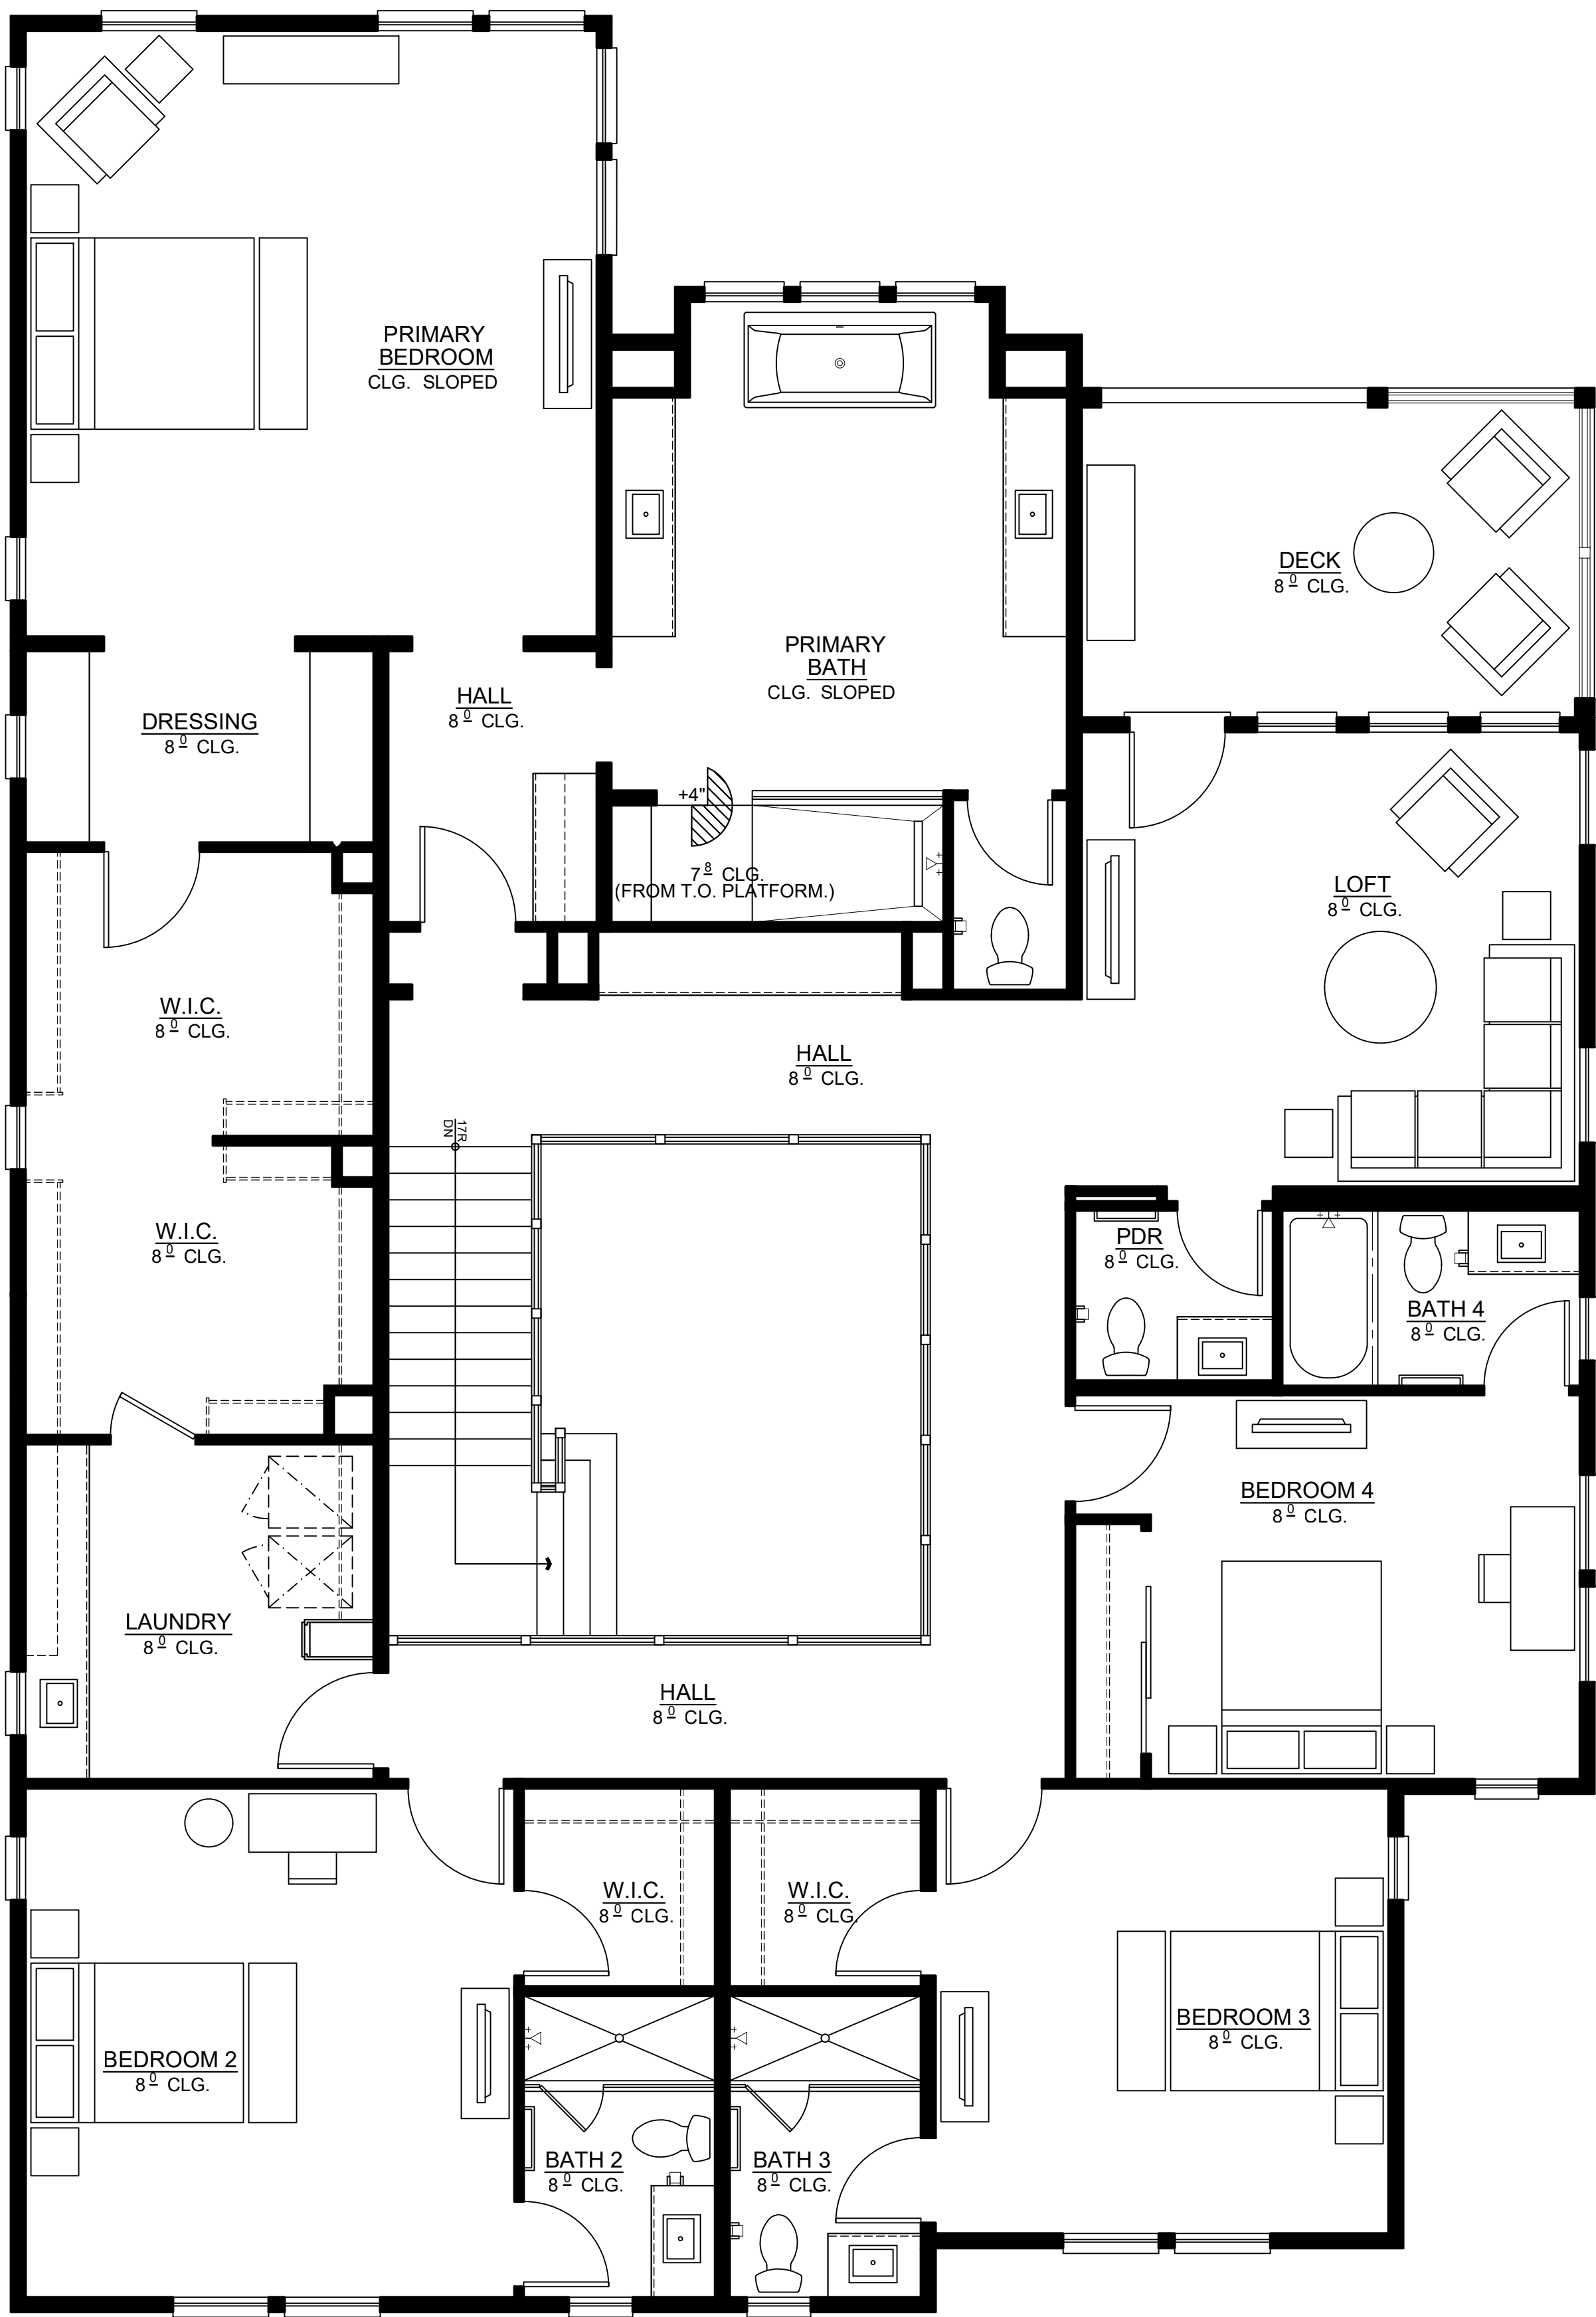 PRIMARY
BEDROOM
CLG. SLOPED
DECK
8 0 CLG.
PRIMARY
BATH
CLG. SLOPED
HALL
8 0 CLG.
DRESSING
8 0 CLG.
+4"
7 8 CLG.
(FROM T.O. PLATFORM.)
LOFT
8 0 CLG.
W.I.C.
8 0 CLG.
HALL
8 0 CLG.
17R
DN
W.I.C.
8 0 CLG.
PDR
8 0 CLG.
BATH 4
8 0 CLG.
BEDROOM 4
8 0 CLG.
LAUNDRY
8 0 CLG.
HALL
8 0 CLG.
W.I.C.
8 0 CLG.
W.I.C.
8 0 CLG.
BEDROOM 3
8 0 CLG.
BEDROOM 2
8 0 CLG.
BATH 2
8 0 CLG.
BATH 3
8 0 CLG.